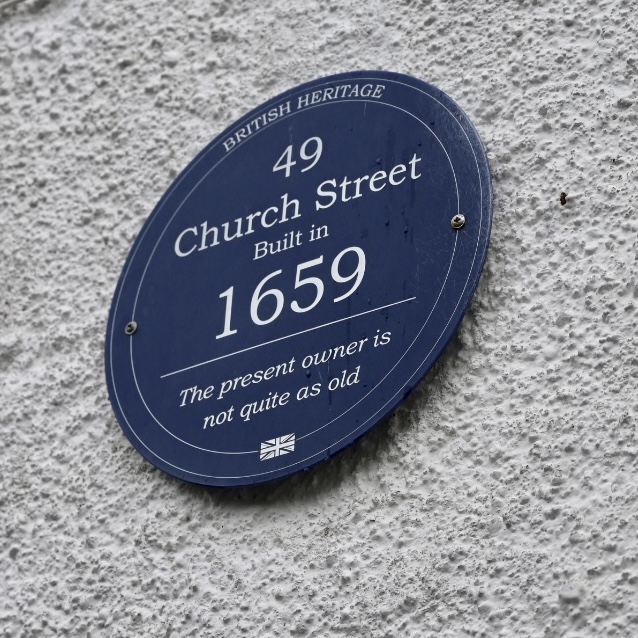 BRITISH HERITAGE
49
Church Street
Built in
1659
The present owner is
not quite as old